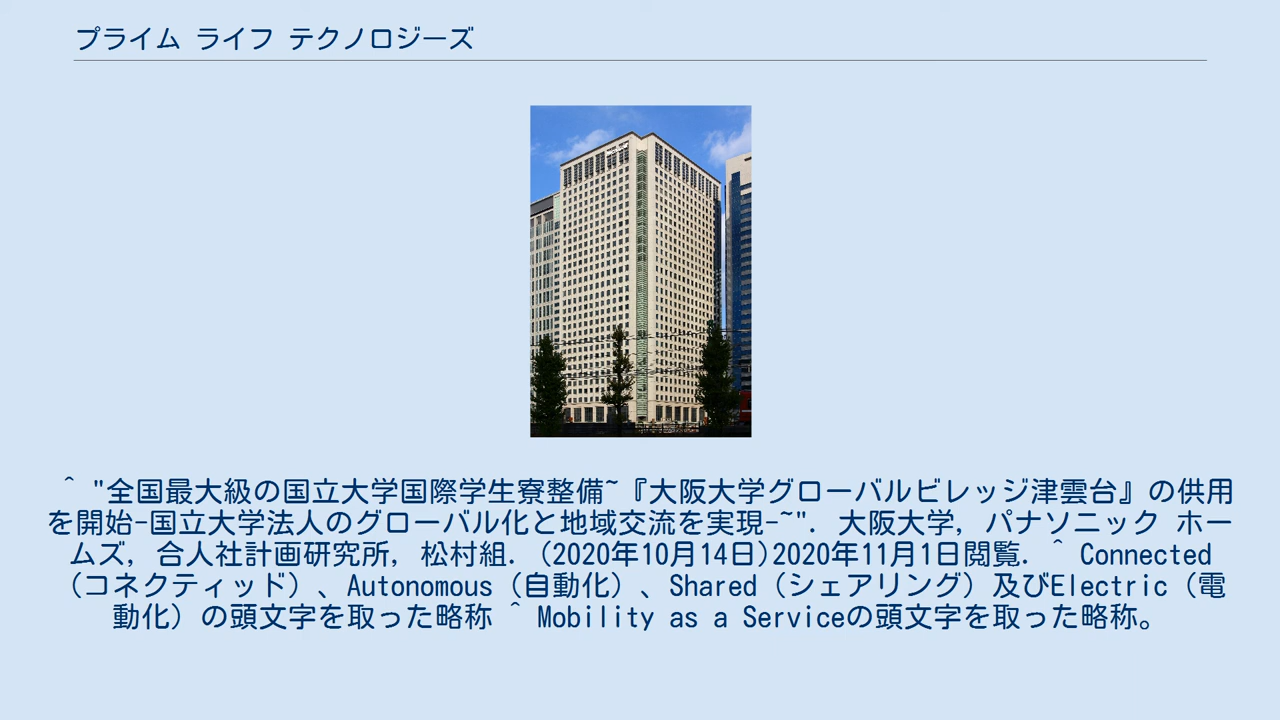 プライム ライフ テクノロジーズ
^ "全国最大級の国立大学国際学生寮整備~『大阪大学グローバルビレッジ津雲台』の供用
を開始-国立大学法人のグローバル化と地域交流を実現-~". 大阪大学, パナソニック ホー
ムズ, 合人社計画研究所, 松村組. (2020年10月14日)2020年11月1日閲覧. ^ Connected
（コネクティッド）、Autonomous（自動化）、Shared（シェアリング）及びElectric（電
動化）の頭文字を取った略称 ^ Mobility as a Serviceの頭文字を取った略称。